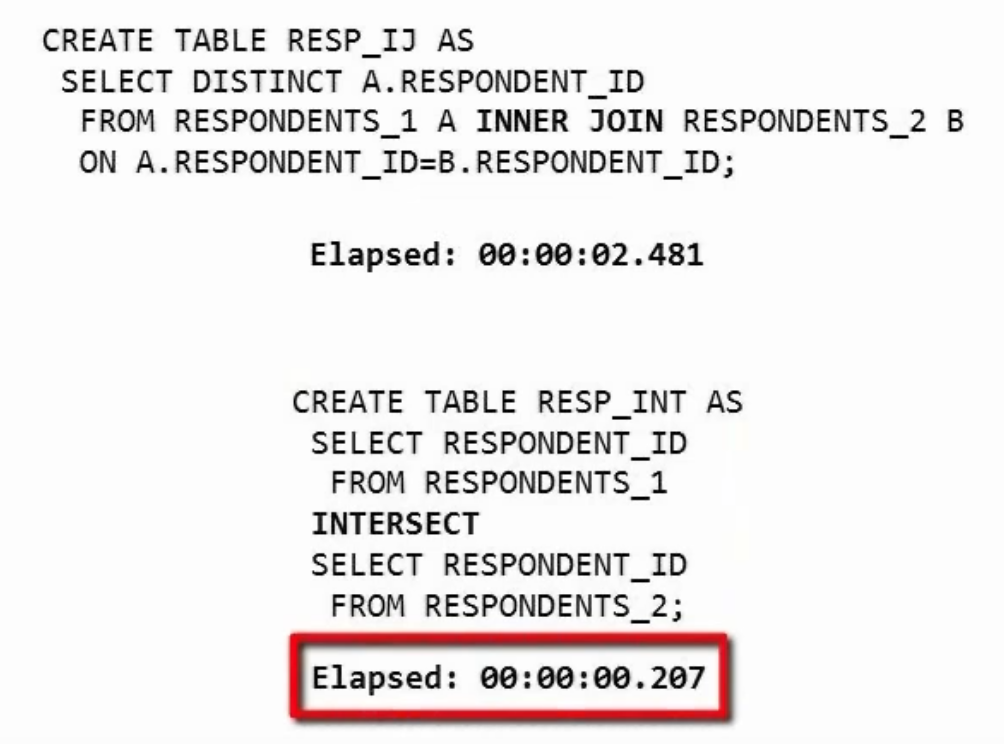 CREATE TABLE RESP_IJ AS
SELECT DISTINCT A.RESPONDENT_ID
FROM RESPONDENTS_1 A INNER JOIN RESPONDENTS_2 B
ON A.RESPONDENT_ID=B.RESPONDENT_ID;
Elapsed: 00:00:02.481
CREATE TABLE RESP_INT AS
SELECT RESPONDENT_ID
FROM RESPONDENTS_1
INTERSECT
SELECT RESPONDENT_ID
FROM RESPONDENTS_2;
Elapsed: 00:00:00.207